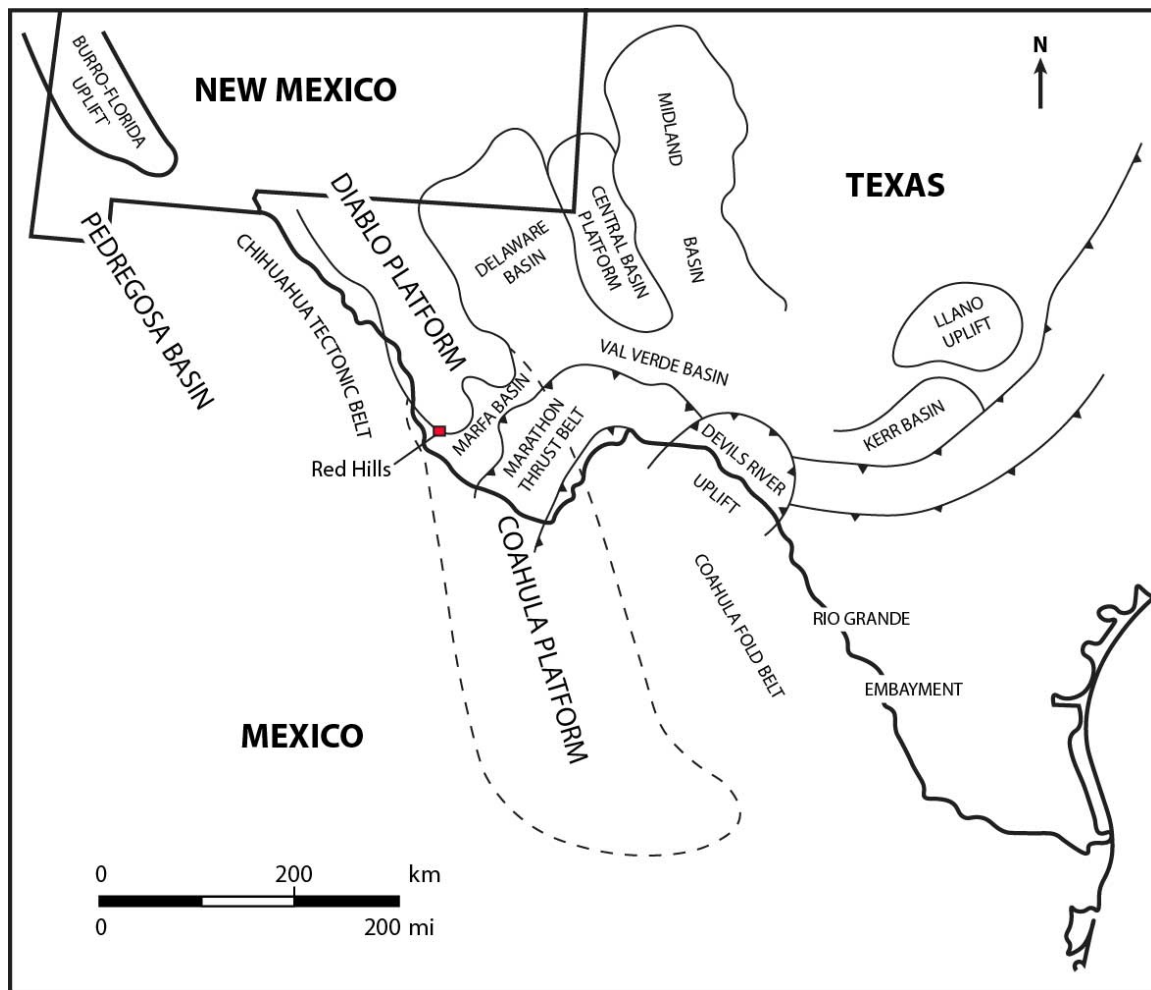 BURRO-FLORIDA
UPLIFT
NEW MEXICO
MIDLAND
BASIN
N
TEXAS
PEDREGOSA BASIN
CHIHUAHUA TECTONIC BELT
DIABLO PLATFORM
DELAWARE
BASIN
CENTRAL BASIN
PLATFORM
LLANO
UPLIFT
VAL VERDE BASIN
KERR BASIN
MARFA BASIN
MARATHON
THRUST BELT
DEVILS RIVER
UPLIFT
Red Hills
COAHULA PLATFORM
COAHULA FOLD BELT
RIO GRANDE
EMBAYMENT
MEXICO
0 200 km
0 200 mi